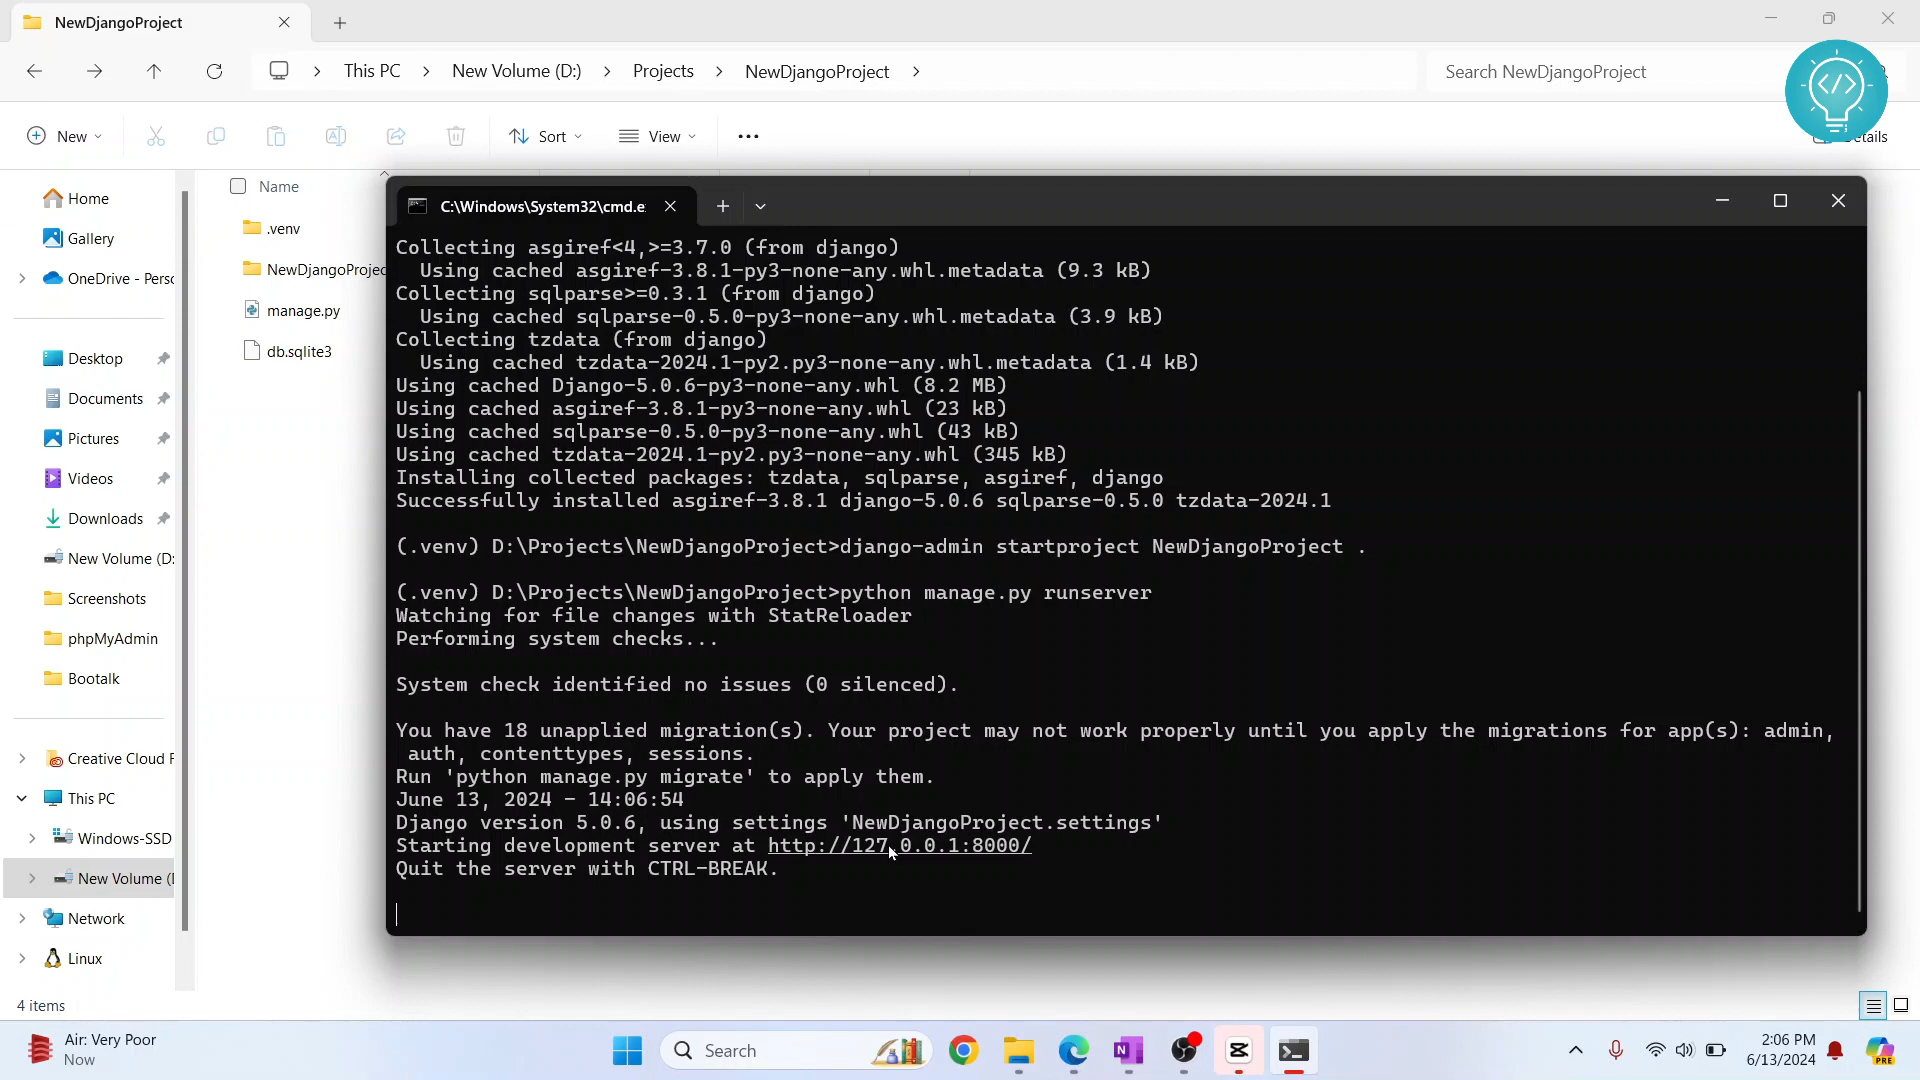 NewDjangoProject
This PC
New Volume (D:)
Projects
NewDjangoProject
Search NewDjangoProject
New
Sort
View
Name
Home
Gallery
OneDrive - Perso
Desktop
Documents
Pictures
Videos
Downloads
New Volume (D:
Screenshots
phpMyAdmin
Bootalk
Creative Cloud F
This PC
Windows-SSD
New Volume (
Network
Linux
4 items
.venv
NewDjangoProjec
manage.py
db.sqlite3
C:\Windows\System32\cmd.e
Collecting asgiref<4,>=3.7.0 (from django)
Using cached asgiref-3.8.1-py3-none-any.whl.metadata (9.3 kB)
Collecting sqlparse>=0.3.1 (from django)
Using cached sqlparse-0.5.0-py3-none-any.whl.metadata (3.9 kB)
Collecting tzdata (from django)
Using cached tzdata-2024.1-py2.py3-none-any.whl.metadata (1.4 kB)
Using cached Django-5.0.6-py3-none-any.whl (8.2 MB)
Using cached asgiref-3.8.1-py3-none-any.whl (23 kB)
Using cached sqlparse-0.5.0-py3-none-any.whl (43 kB)
Using cached tzdata-2024.1-py2.py3-none-any.whl (345 kB)
Installing collected packages: tzdata, sqlparse, asgiref, django
Successfully installed asgiref-3.8.1 django-5.0.6 sqlparse-0.5.0 tzdata-2024.1
(.venv) D:\Projects\NewDjangoProject>django-admin startproject NewDjangoProject .
(.venv) D:\Projects\NewDjangoProject>python manage.py runserver
Watching for file changes with StatReloader
Performing system checks...
System check identified no issues (0 silenced).
You have 18 unapplied migration(s). Your project may not work properly until you apply the migrations for app(s): admin,
auth, contenttypes, sessions.
Run 'python manage.py migrate' to apply them.
June 13, 2024 - 14:06:54
Django version 5.0.6, using settings 'NewDjangoProject.settings'
Starting development server at http://127.0.0.1:8000/
Quit the server with CTRL-BREAK.
Air: Very Poor
Now
Search
2:06 PM
6/13/2024
PRE